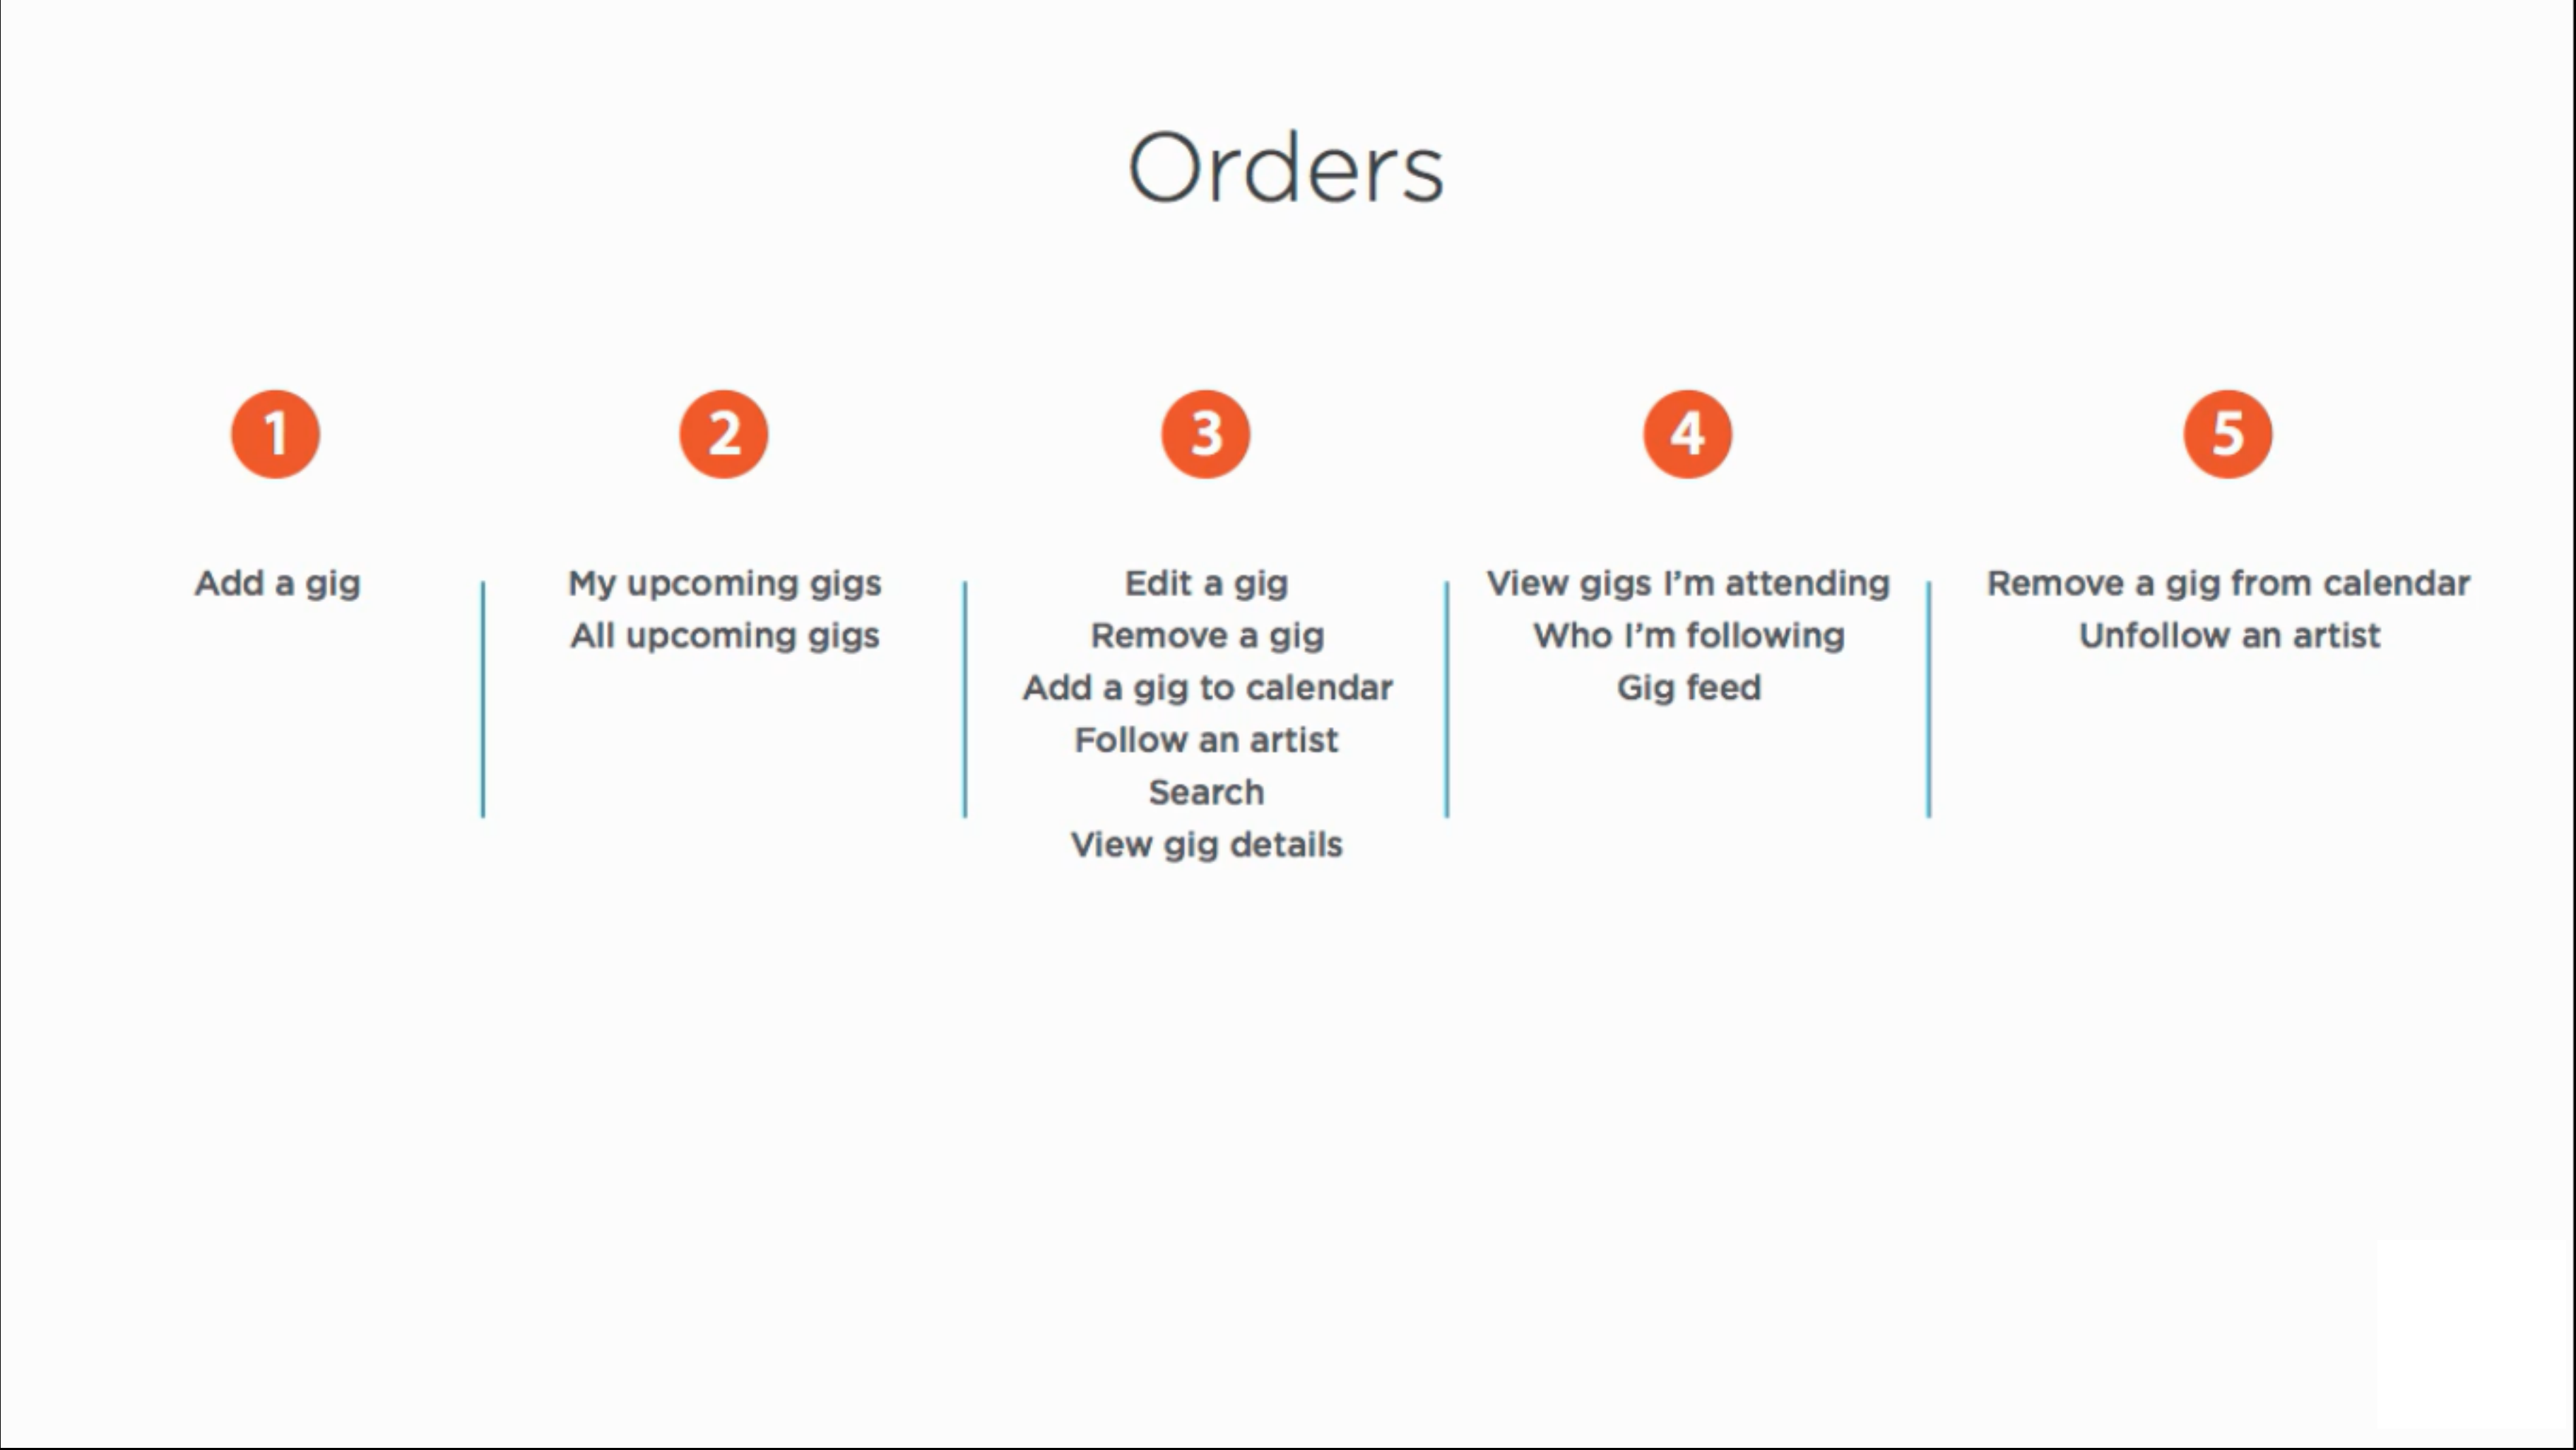 Orders
1
Add a gig
2
My upcoming gigs
All upcoming gigs
3
Edit a gig
Remove a gig
Add a gig to calendar
Follow an artist
Search
View gig details
4
View gigs I’m attending
Who I’m following
Gig feed
5
Remove a gig from calendar
Unfollow an artist